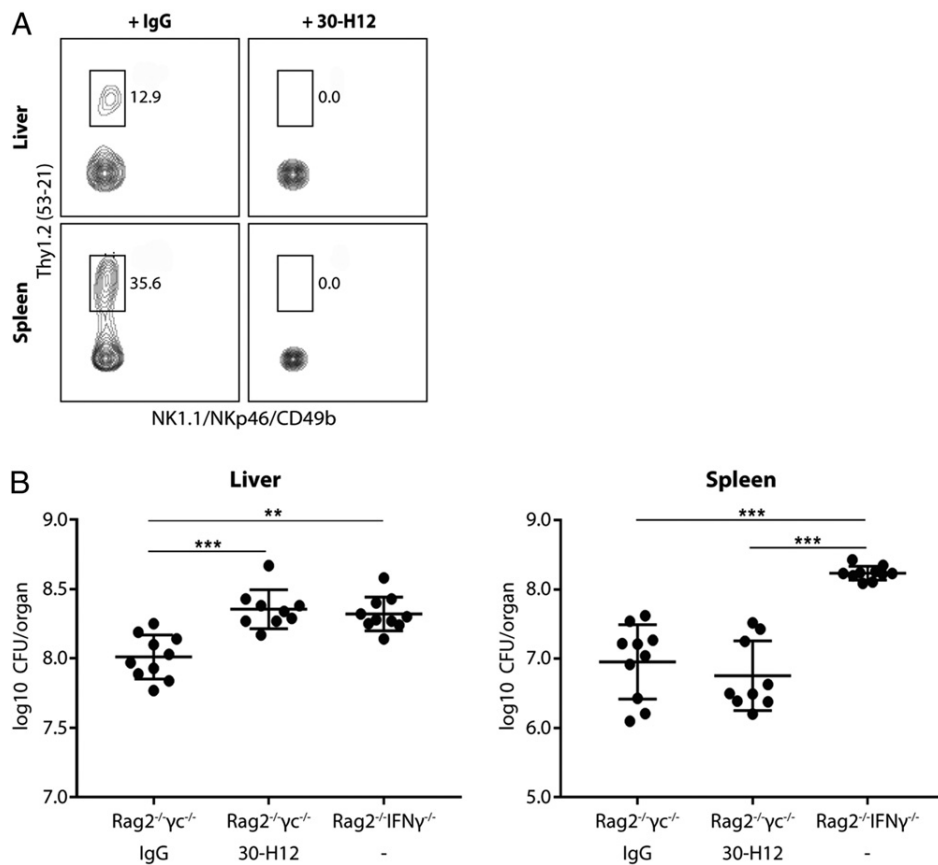 A
+ IgG
+ 30-H12
Liver
12.9
0.0
Thy1.2 (53-21)
Spleen
35.6
0.0
NK1.1/NKp46/CD49b
B
Liver
log10 CFU/organ
9.0
8.5
8.0
7.5
7.0
**
***
Rag2-/-γc-/- Rag2-/-γc-/- Rag2-/-IFNγ-/-
IgG 30-H12 -
Spleen
log10 CFU/organ
9.0
8.0
7.0
6.0
5.0
***
***
Rag2-/-γc-/- Rag2-/-γc-/- Rag2-/-IFNγ-/-
IgG 30-H12 -